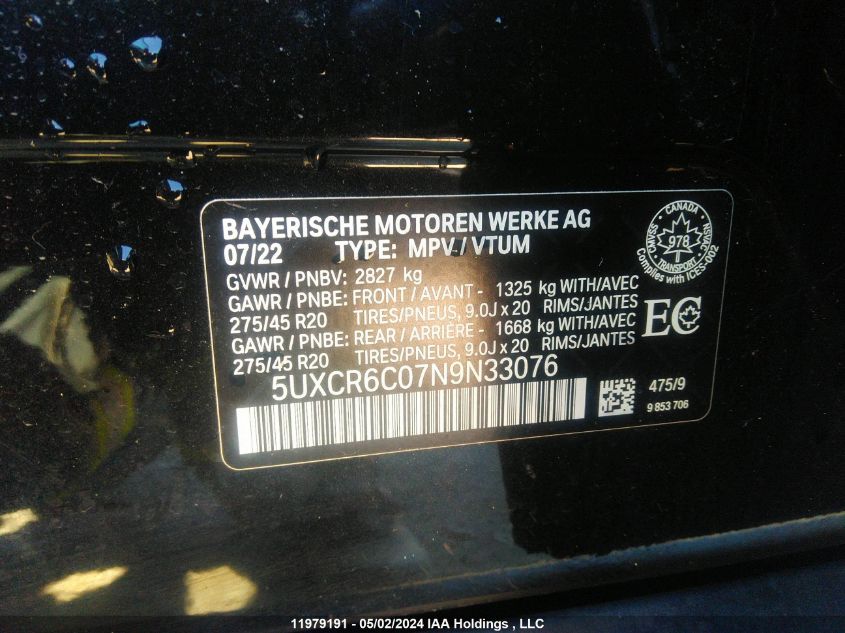 BAYERISCHE MOTOREN WERKE AG
07/22 TYPE: MPV / VTUM
GVWR / PNBV: 2827 kg
GAWR / PNBE: FRONT / AVANT - 1325 kg WITH/AVEC
275/45 R20 TIRES/PNEUS, 9.0J x 20 RIMS/JANTES
GAWR / PNBE: REAR / ARRIÈRE - 1668 kg WITH/AVEC
275/45 R20 TIRES/PNEUS, 9.0J x 20 RIMS/JANTES
5UXCR6C07N9N33076
CANADA
CMVSS
NSVAC
978
TRANSPORT
Complies with ICES-002
EC
475/9
9 853 706
11979191 - 05/02/2024 IAA Holdings , LLC